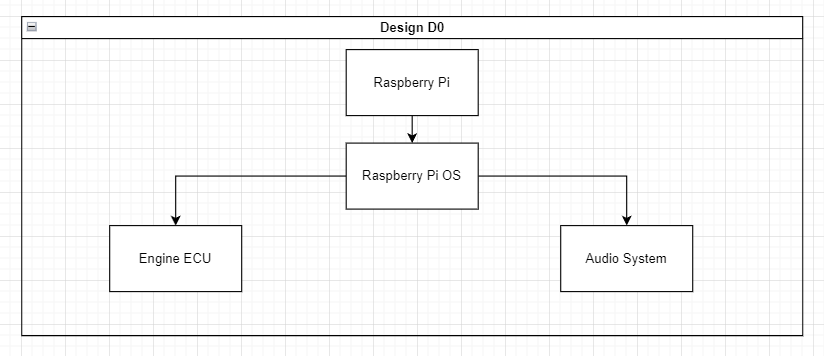 Design D0
Raspberry Pi
Raspberry Pi OS
Engine ECU
Audio System